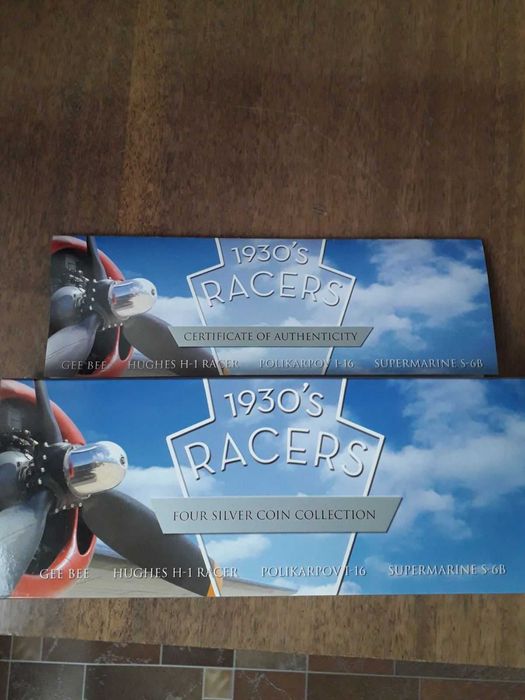 1930's
RACERS
CERTIFICATE OF AUTHENTICITY
GEE BEE HUGHES H-1 RACER POLIKARPOV I-16 SUPERMARINE S-6B
1930's
RACERS
FOUR SILVER COIN COLLECTION
GEE BEE HUGHES H-1 RACER POLIKARPOV I-16 SUPERMARINE S-6B